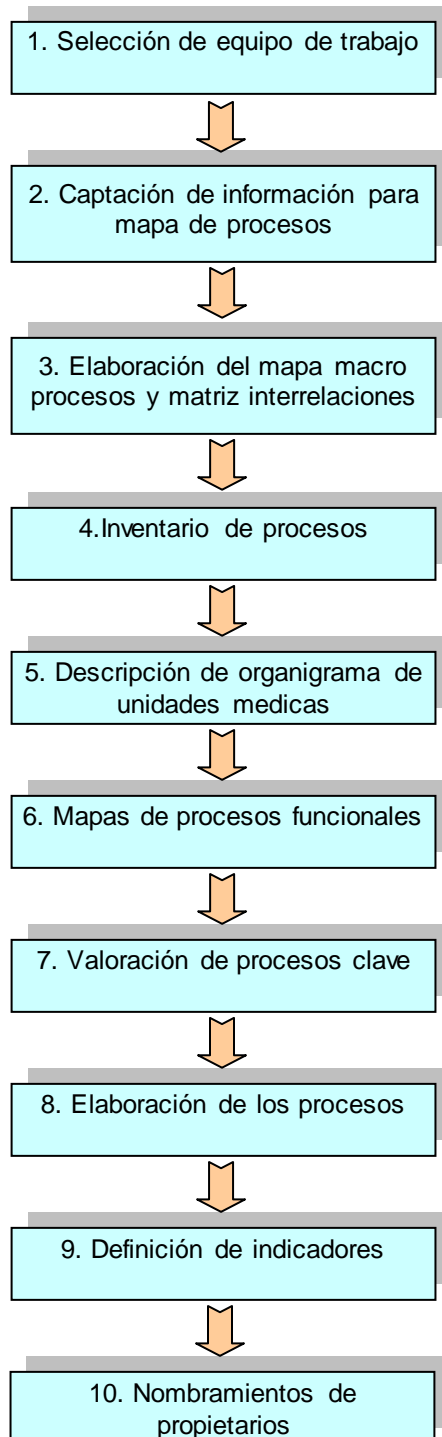 1. Selección de equipo de trabajo
2. Captación de información para
mapa de procesos
3. Elaboración del mapa macro
procesos y matriz interrelaciones
4.Inventario de procesos
5. Descripción de organigrama de
unidades medicas
6. Mapas de procesos funcionales
7. Valoración de procesos clave
8. Elaboración de los procesos
9. Definición de indicadores
10. Nombramientos de
propietarios